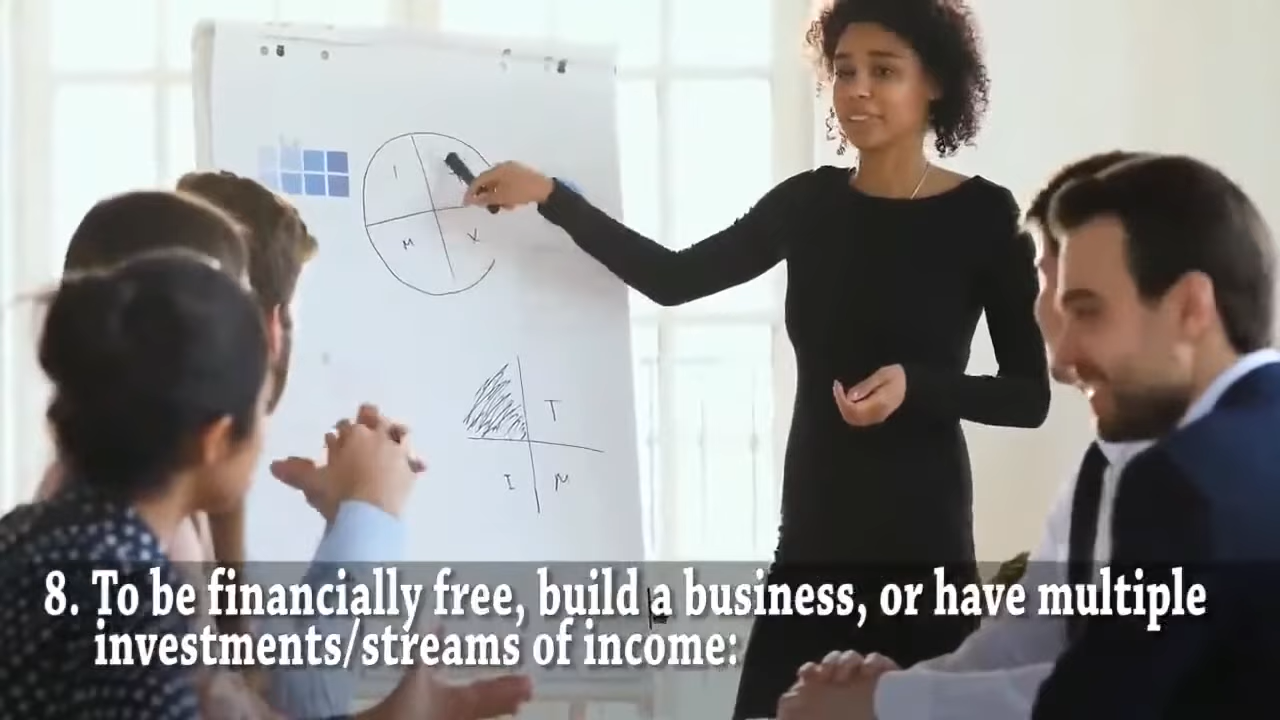 I
M X
T
I M
8. To be financially free, build a business, or have multiple
investments/streams of income: